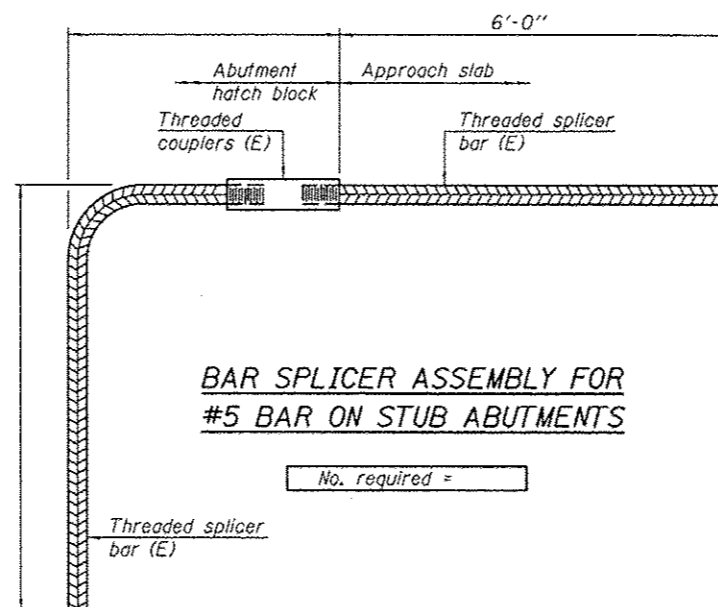 6'-0"
Abutment
hatch block
Approach slab
Threaded
couplers (E)
Threaded splicer
bar (E)
BAR SPLICER ASSEMBLY FOR
#5 BAR ON STUB ABUTMENTS
No. required =
Threaded splicer
bar (E)